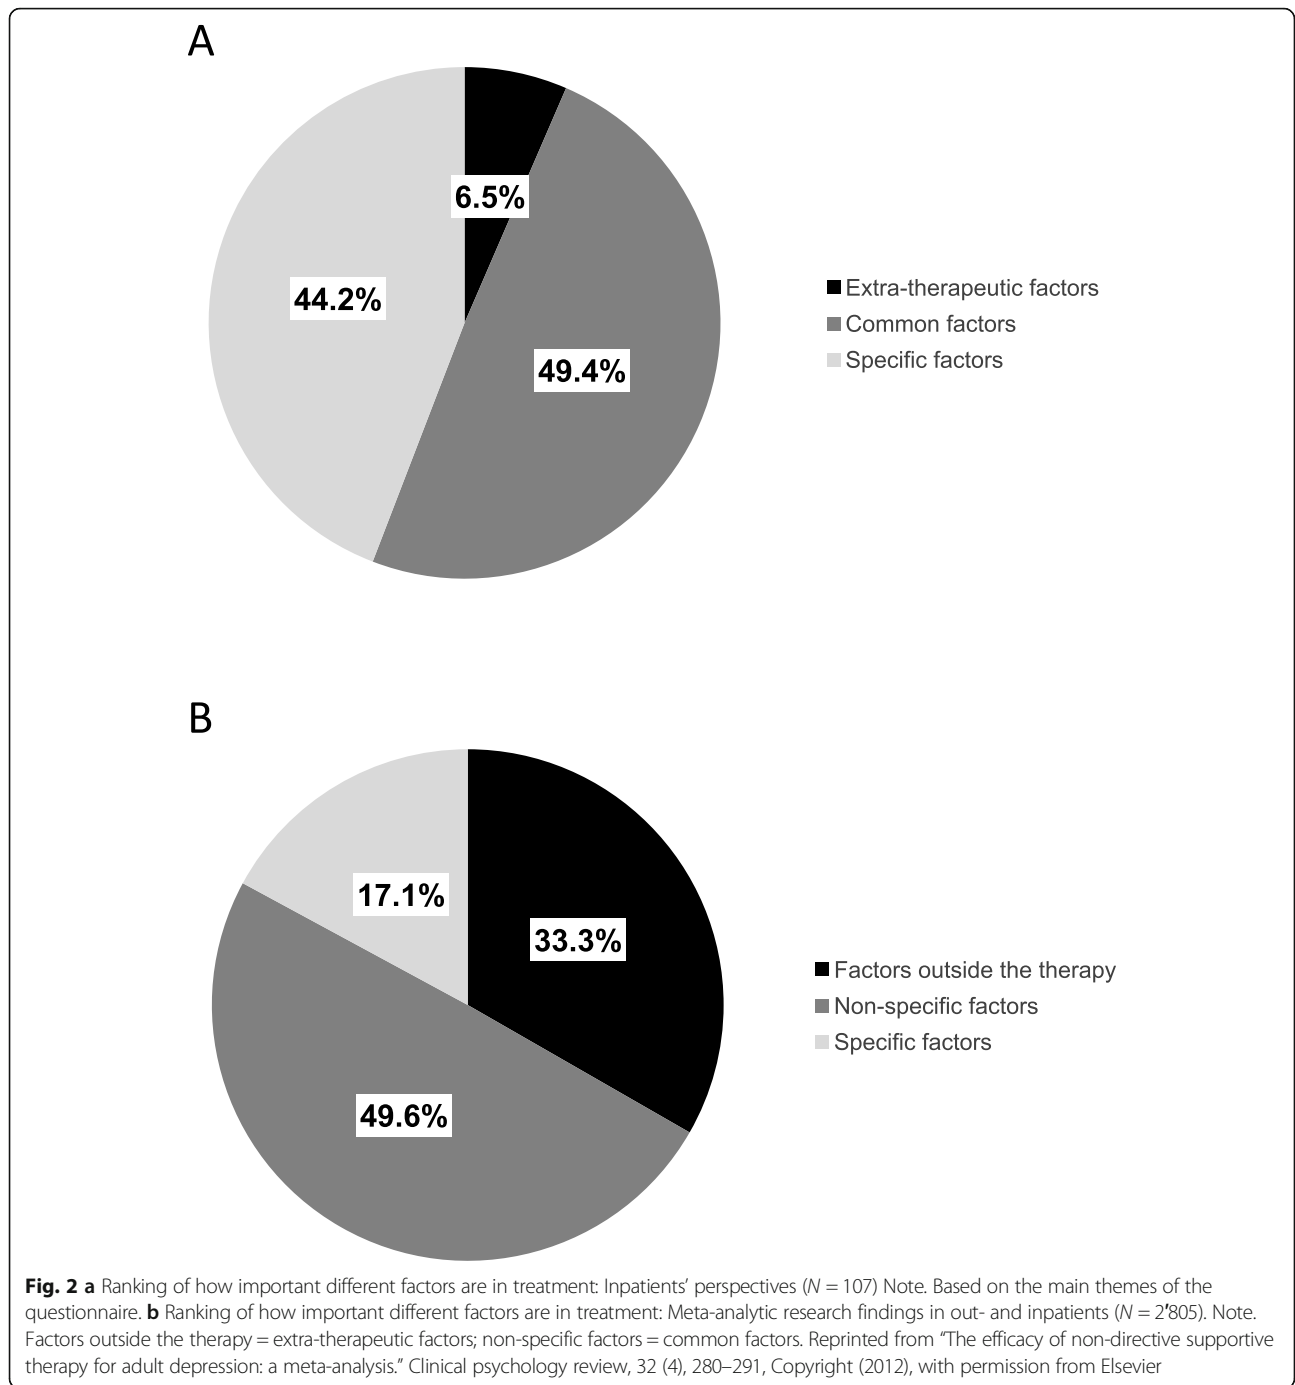 A
6.5%
44.2%
49.4%
Extra-therapeutic factors
Common factors
Specific factors
B
17.1%
33.3%
49.6%
Factors outside the therapy
Non-specific factors
Specific factors
Fig. 2 a Ranking of how important different factors are in treatment: Inpatients’ perspectives (N = 107) Note. Based on the main themes of the
questionnaire. b Ranking of how important different factors are in treatment: Meta-analytic research findings in out- and inpatients (N = 2′805). Note.
Factors outside the therapy = extra-therapeutic factors; non-specific factors = common factors. Reprinted from “The efficacy of non-directive supportive
therapy for adult depression: a meta-analysis.” Clinical psychology review, 32 (4), 280–291, Copyright (2012), with permission from Elsevier